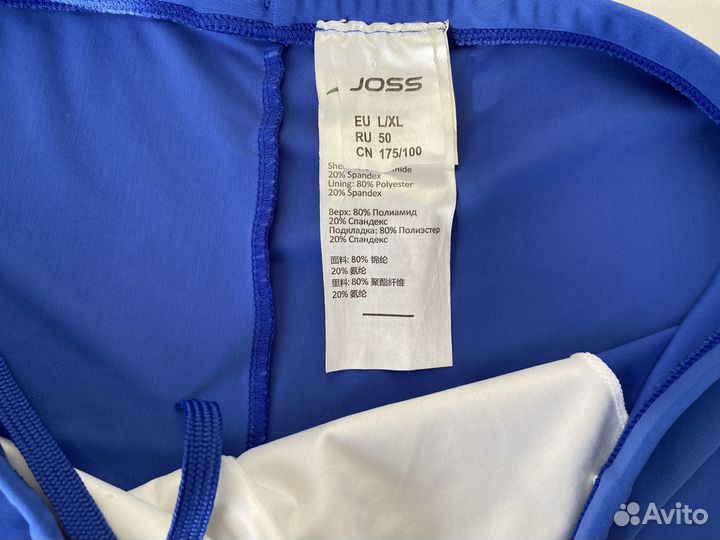 JOSS
EU L/XL
RU 50
CN 175/100
20% Spandex
Lining: 80% Polyester
20% Spandex
Верх: 80% Полиамид
20% Спандекс
Подкладка: 80% Полиэстер
20% Спандекс
面料: 80% 锦纶
20% 氨纶
里料: 80% 聚酯纤维
20% 氨纶
Avito